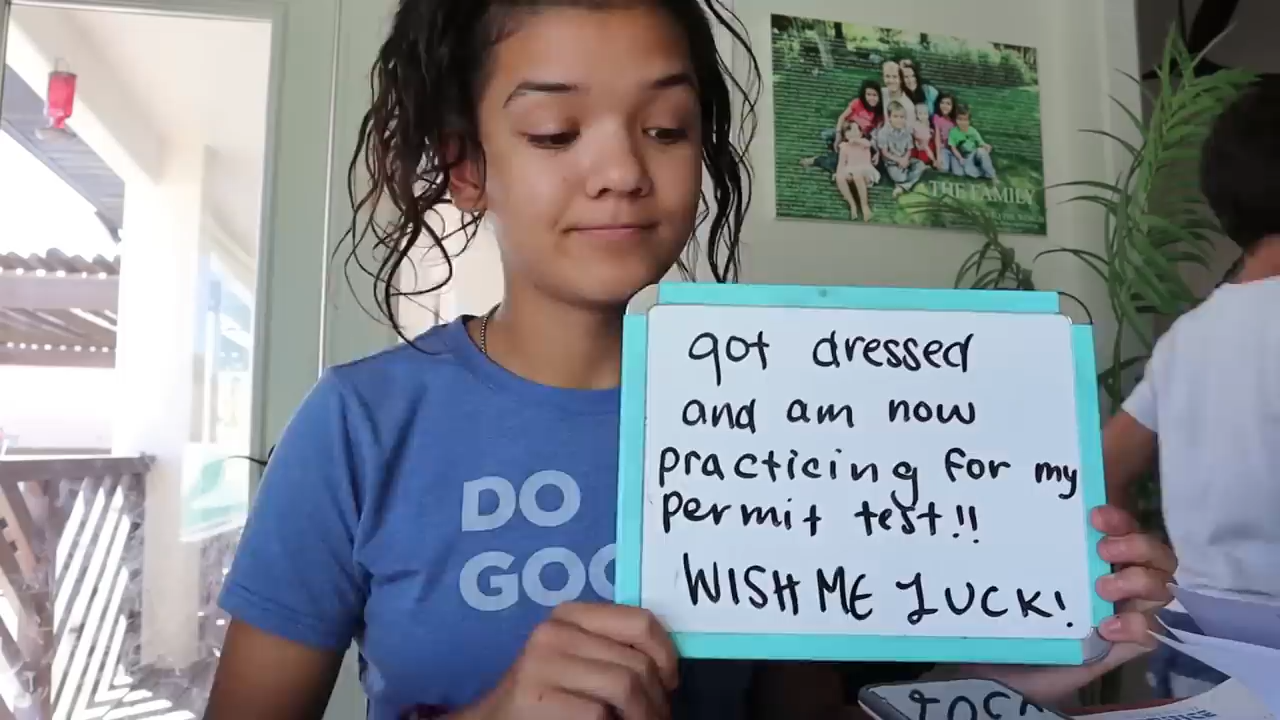 THE FAMILY
DO
GOO
got dressed
and am now
practicing for my
permit test!!
WISH ME LUCK!